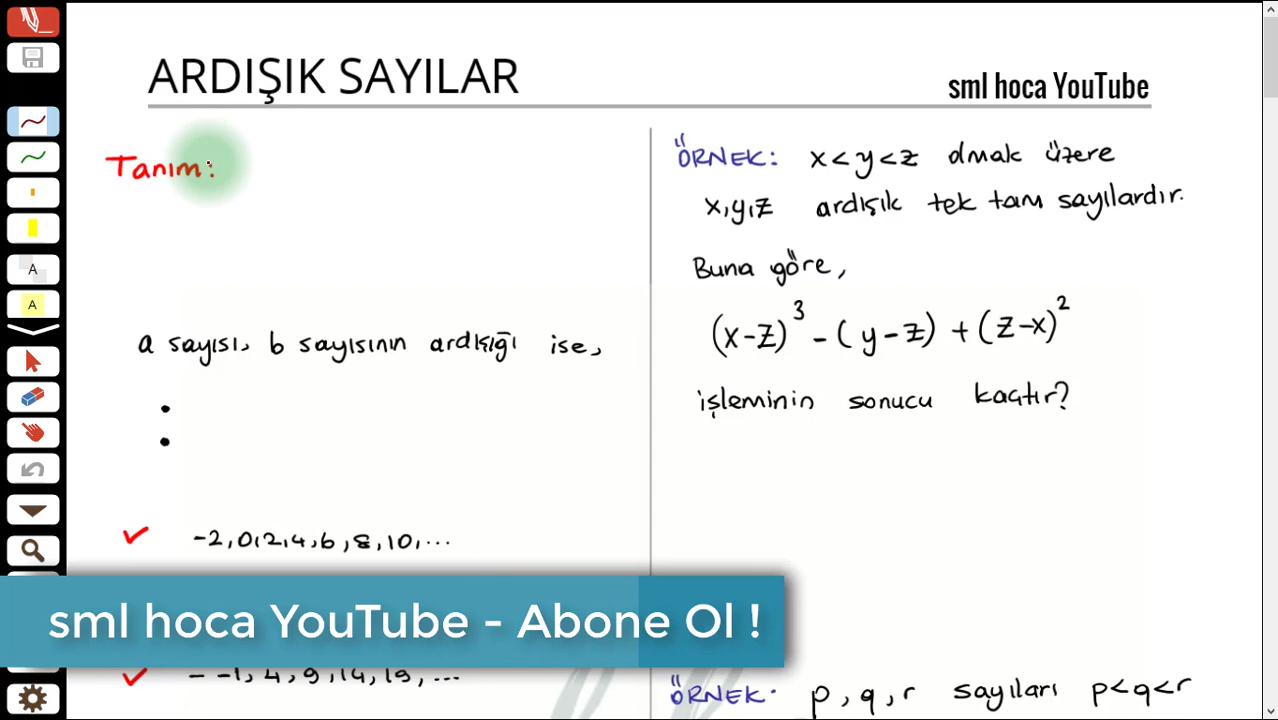 ARDIŞIK SAYILAR
sml hoca YouTube
Tanım:
a sayısı, b sayısının ardışığı ise,
•
•
✓ -2, 0, 2, 4, 6, 8, 10, ...
✓ - -1, 4, 9, 14, 19, ...
ÖRNEK: x<y<z olmak üzere
x,y,z ardışık tek tam sayılardır.
Buna göre,
(x-z)³ - (y-z) + (z-x)²
işleminin sonucu kaçtır?
ÖRNEK: p, q, r sayıları p<q<r
sml hoca YouTube - Abone Ol !
A
A